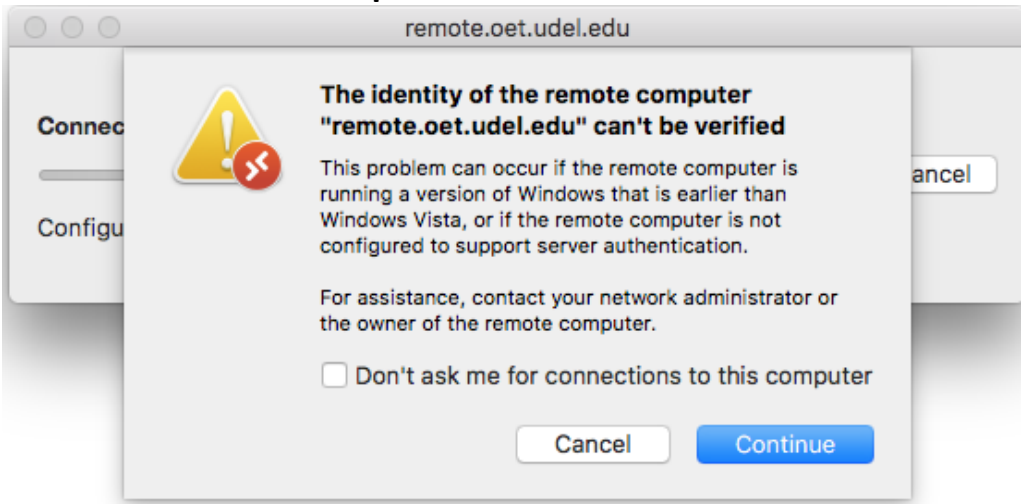 remote.oet.udel.edu
The identity of the remote computer
"remote.oet.udel.edu" can't be verified
Connec
This problem can occur if the remote computer is
running a version of Windows that is earlier than
Windows Vista, or if the remote computer is not
configured to support server authentication.
ancel
Configu
For assistance, contact your network administrator or
the owner of the remote computer.
Don't ask me for connections to this computer
Cancel
Continue